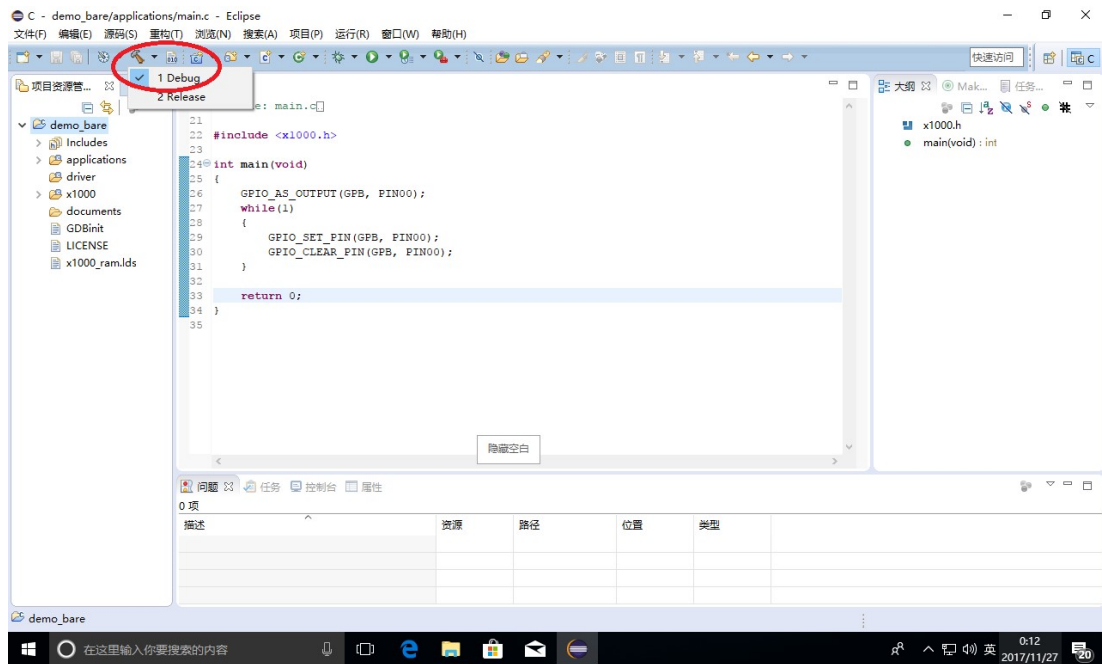 C - demo_bare/applications/main.c - Eclipse
文件(F) 编辑(E) 源码(S) 重构(T) 浏览(N) 搜索(A) 项目(P) 运行(R) 窗口(W) 帮助(H)
快速访问
C
1 Debug
2 Release
项目资源管...
demo_bare
Includes
applications
driver
x1000
documents
GDBinit
LICENSE
x1000_ram.lds
e: main.c
21
22 #include <x1000.h>
23
24 int main(void)
25 {
26 GPIO_AS_OUTPUT(GPB, PIN00);
27 while(1)
28 {
29 GPIO_SET_PIN(GPB, PIN00);
30 GPIO_CLEAR_PIN(GPB, PIN00);
31 }
32
33 return 0;
34 }
35
隐藏空白
大纲 Mak... 任务...
x1000.h
main(void) : int
问题 任务 控制台 属性
0 项
描述 资源 路径 位置 类型
demo_bare
在这里输入你要搜索的内容
英
0:12
2017/11/27
20